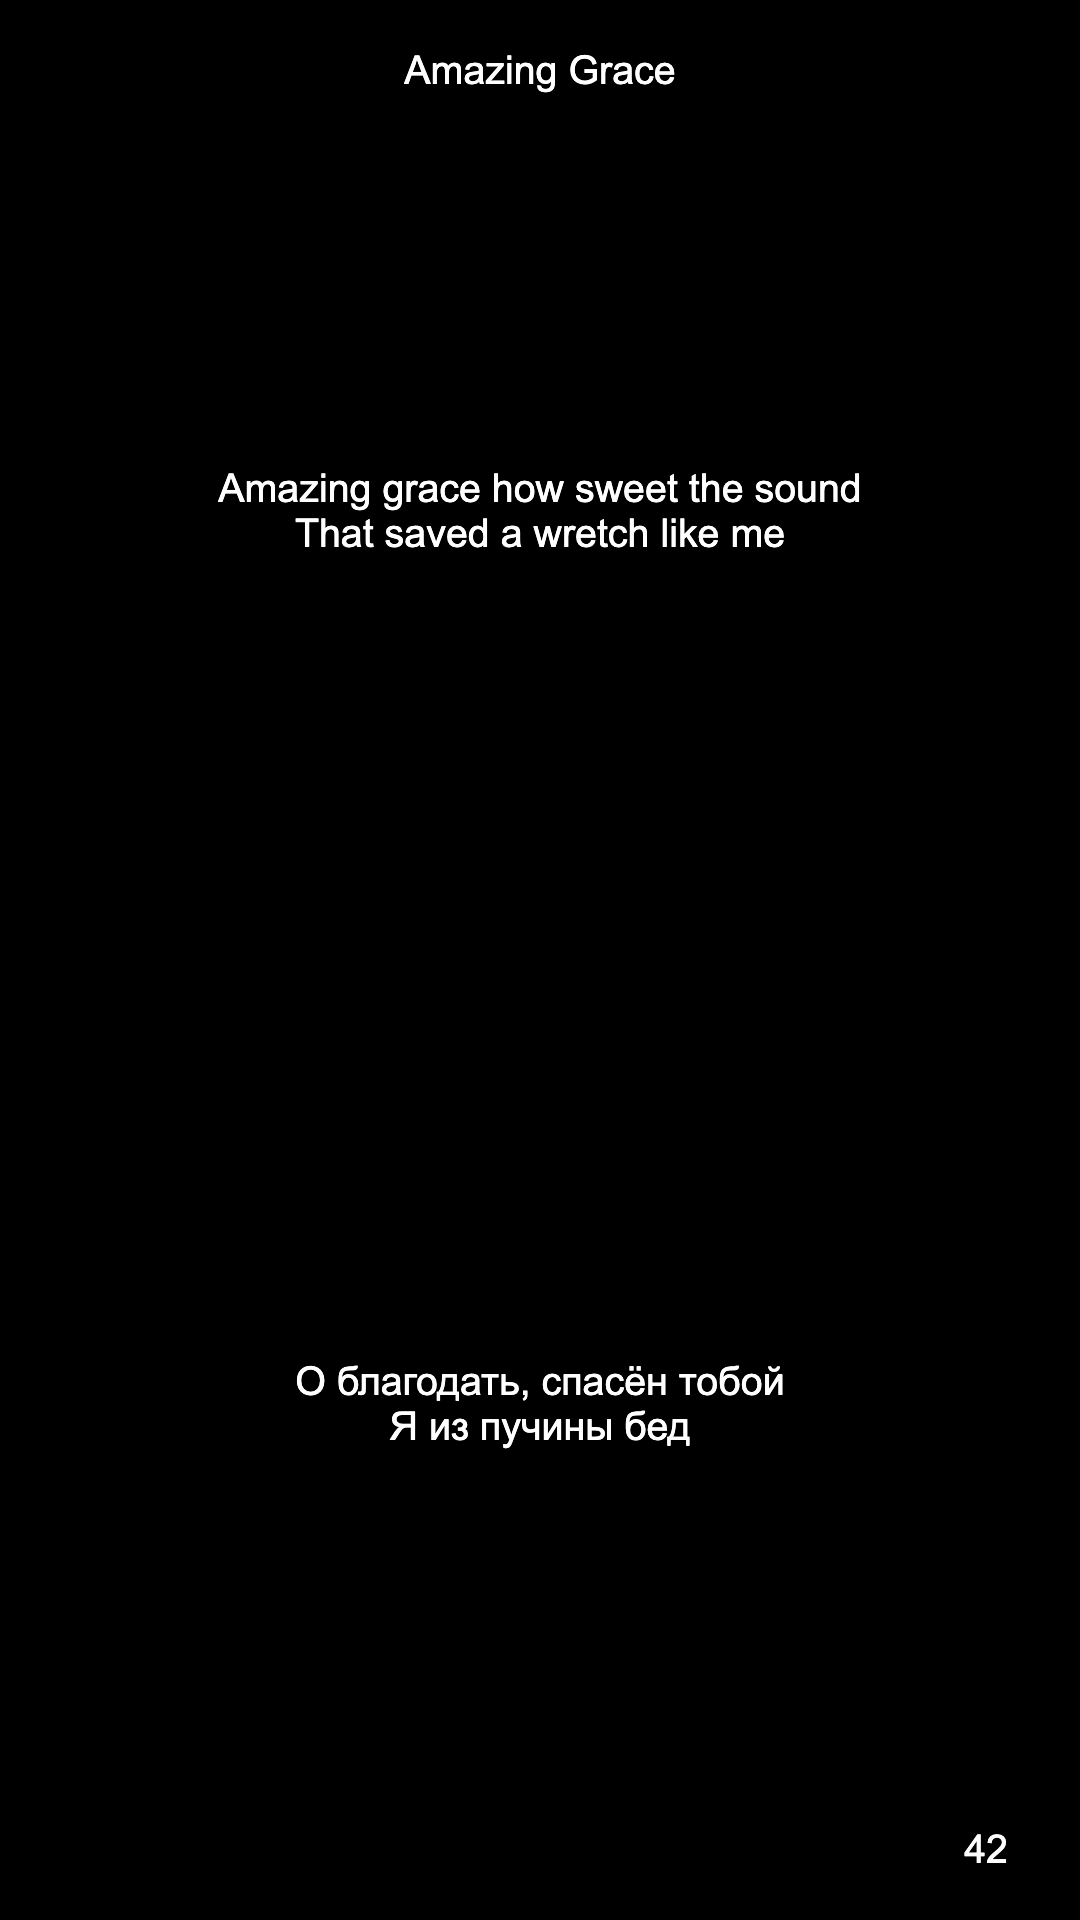 Amazing Grace
Amazing grace how sweet the sound
That saved a wretch like me
О благодать, спасён тобой
Я из пучины бед
42